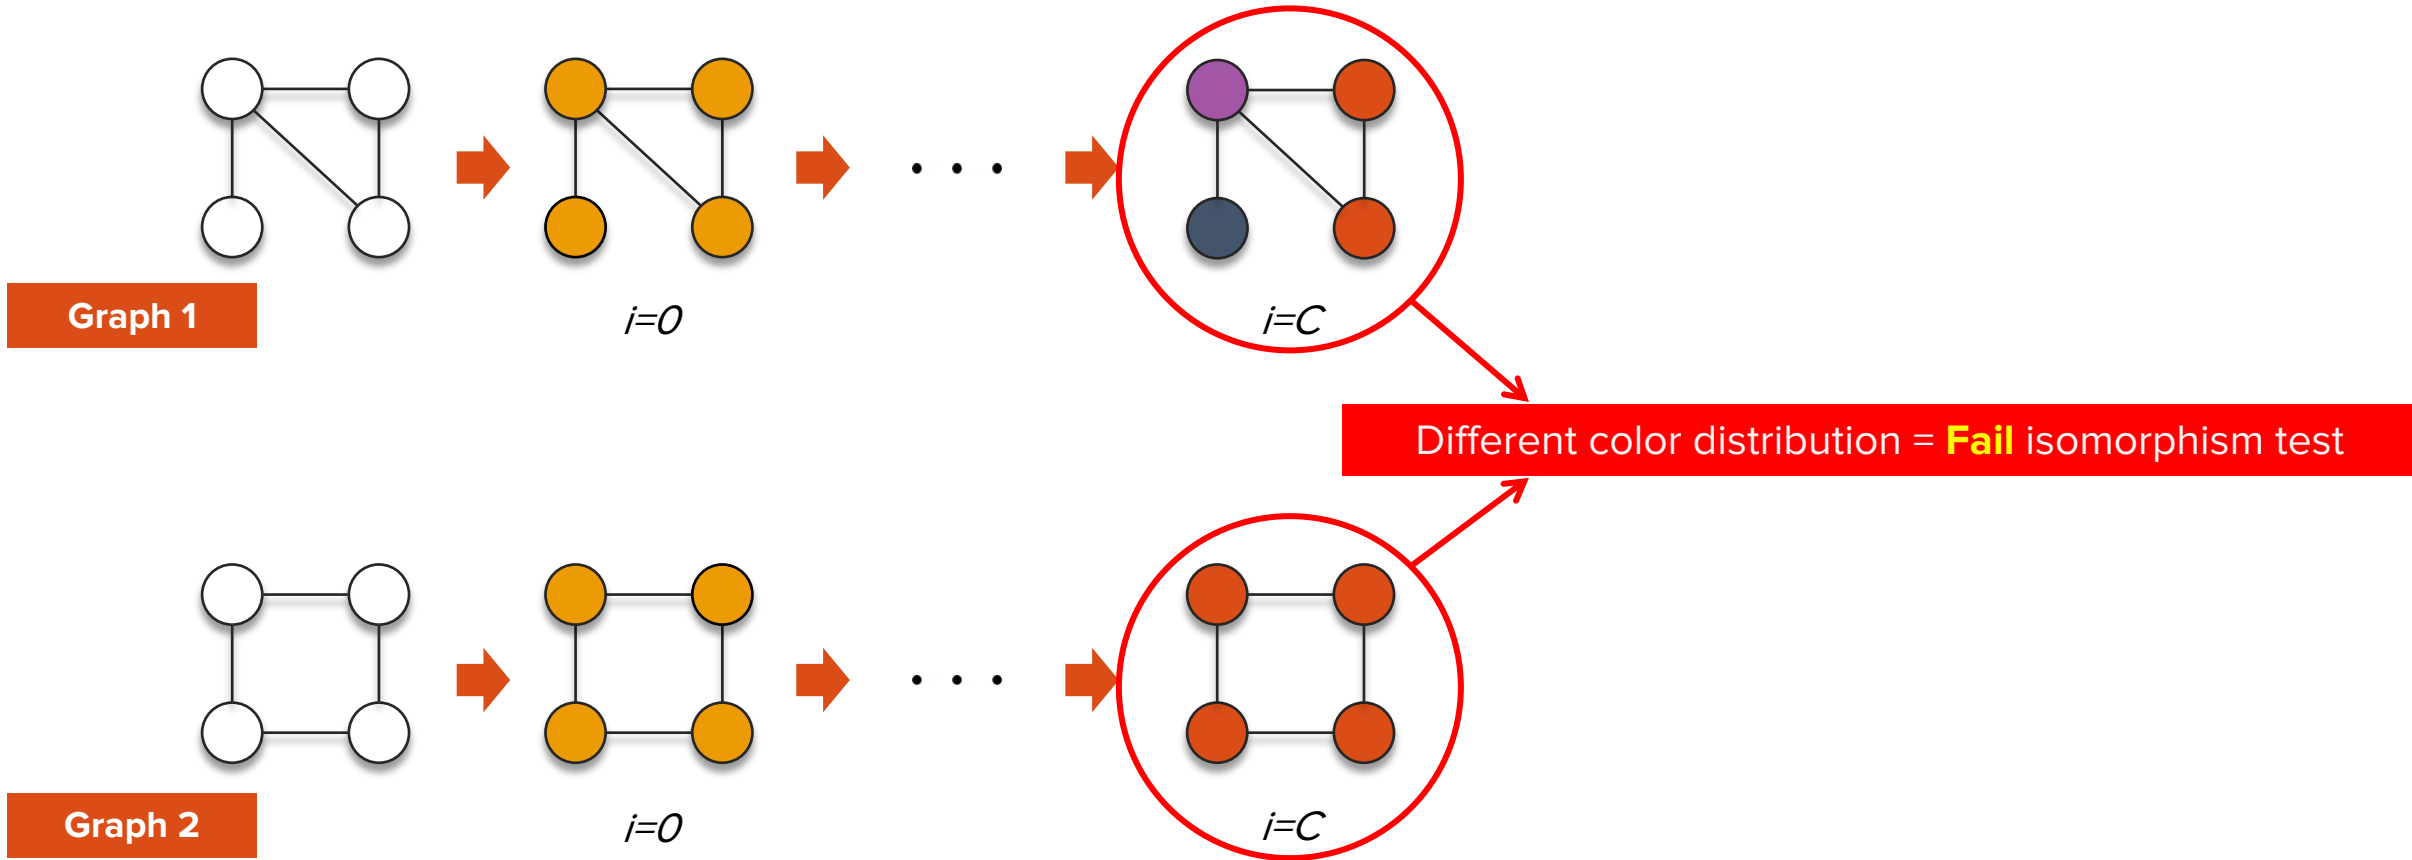 Graph 1
i=0
i=C
Different color distribution = Fail isomorphism test
Graph 2
i=0
i=C